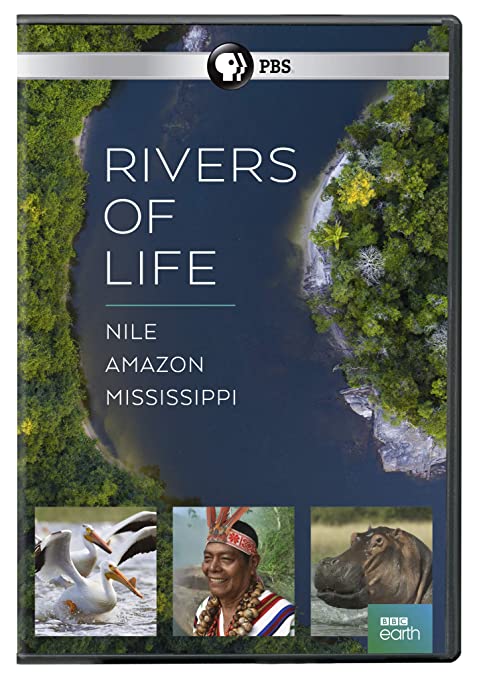 PBS
RIVERS
OF
LIFE
NILE
AMAZON
MISSISSIPPI
BBC
earth